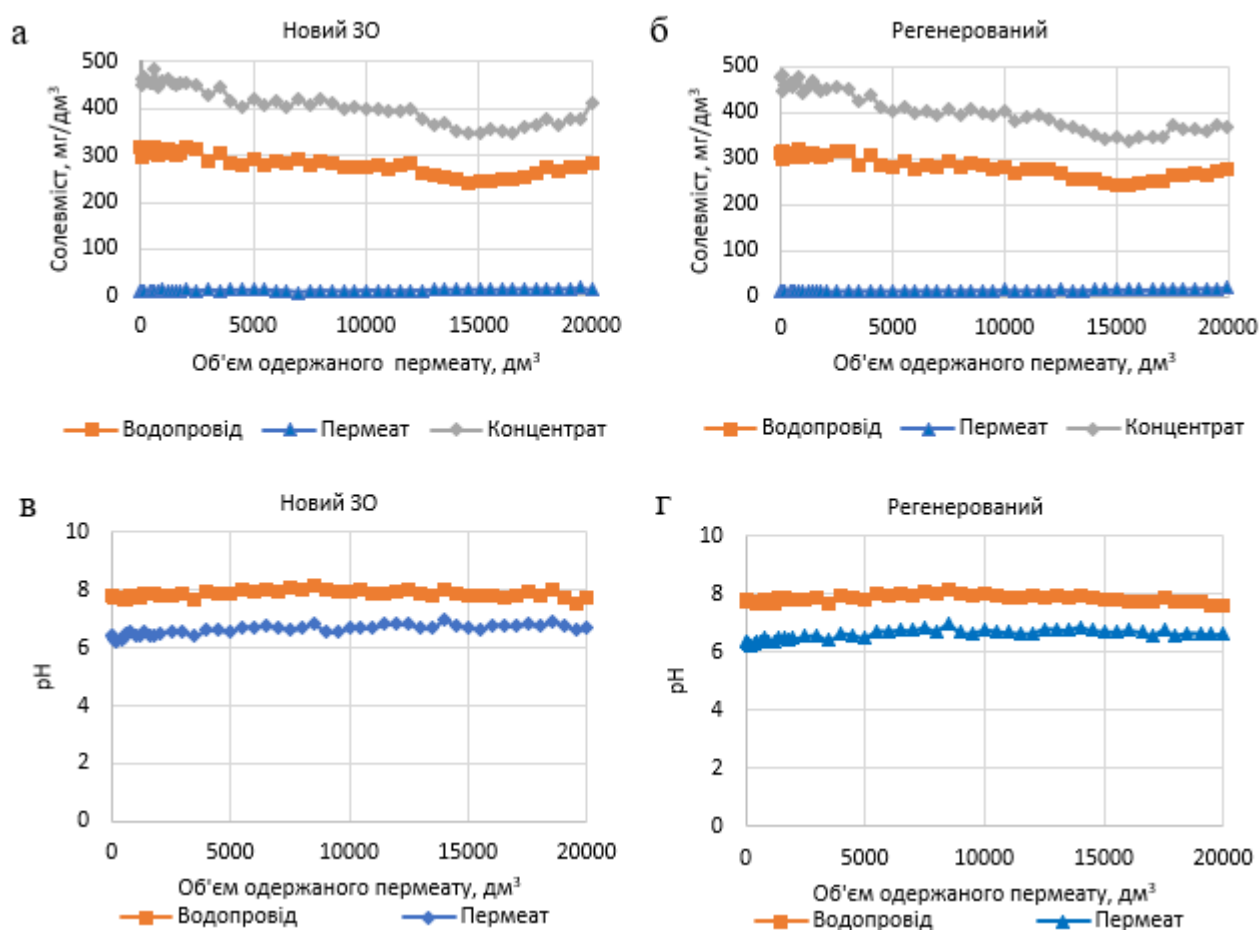 а
Новий ЗО
500
400
300
200
100
0
Солевміст, мг/дм³
0 5000 10000 15000 20000
Об'єм одержаного пермеату, дм³
Водопровід Пермеат Концентрат
б
Регенерований
500
400
300
200
100
0
Солевміст, мг/дм³
0 5000 10000 15000 20000
Об'єм одержаного пермеату, дм³
Водопровід Пермеат Концентрат
в
Новий ЗО
10
8
6
4
2
0
рН
0 5000 10000 15000 20000
Об'єм одержаного пермеату, дм³
Водопровід Пермеат
г
Регенерований
10
8
6
4
2
0
рН
0 5000 10000 15000 20000
Об'єм одержаного пермеату, дм³
Водопровід Пермеат